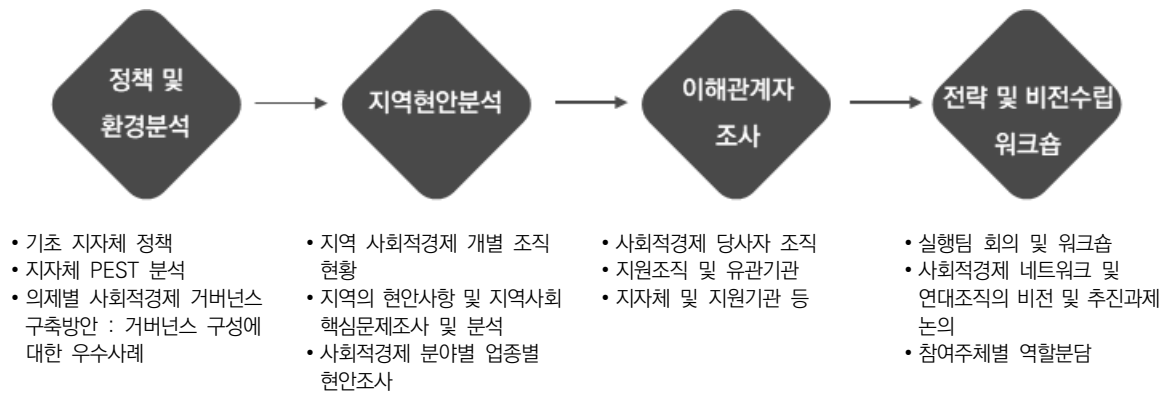 정책 및
환경분석
지역현안분석
이해관계자
조사
전략 및 비전수립
워크숍
• 기초 지자체 정책
• 지자체 PEST 분석
• 의제별 사회적경제 거버넌스
구축방안 : 거버넌스 구성에
대한 우수사례
• 지역 사회적경제 개별 조직
현황
• 지역의 현안사항 및 지역사회
핵심문제조사 및 분석
• 사회적경제 분야별 업종별
현안조사
• 사회적경제 당사자 조직
• 지원조직 및 유관기관
• 지자체 및 지원기관 등
• 실행팀 회의 및 워크숍
• 사회적경제 네트워크 및
연대조직의 비전 및 추진과제
논의
• 참여주체별 역할분담